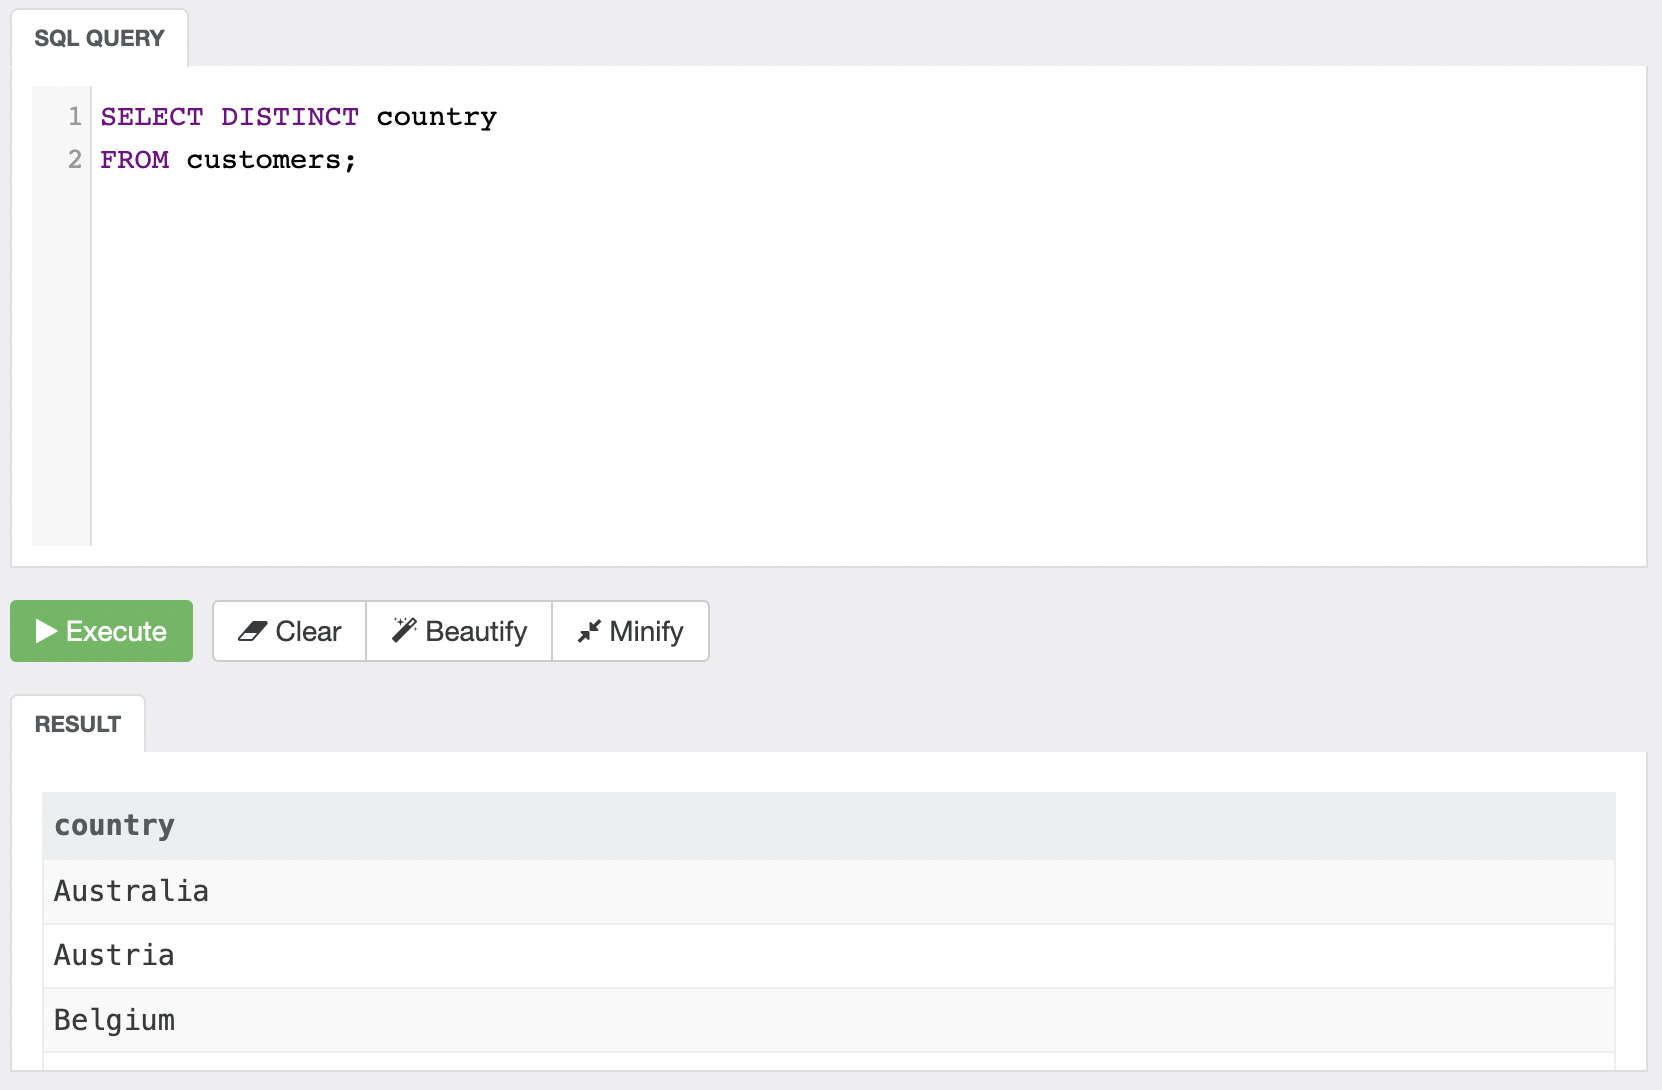 SQL QUERY
1 SELECT DISTINCT country
2 FROM customers;
Execute Clear Beautify Minify
RESULT
country
Australia
Austria
Belgium